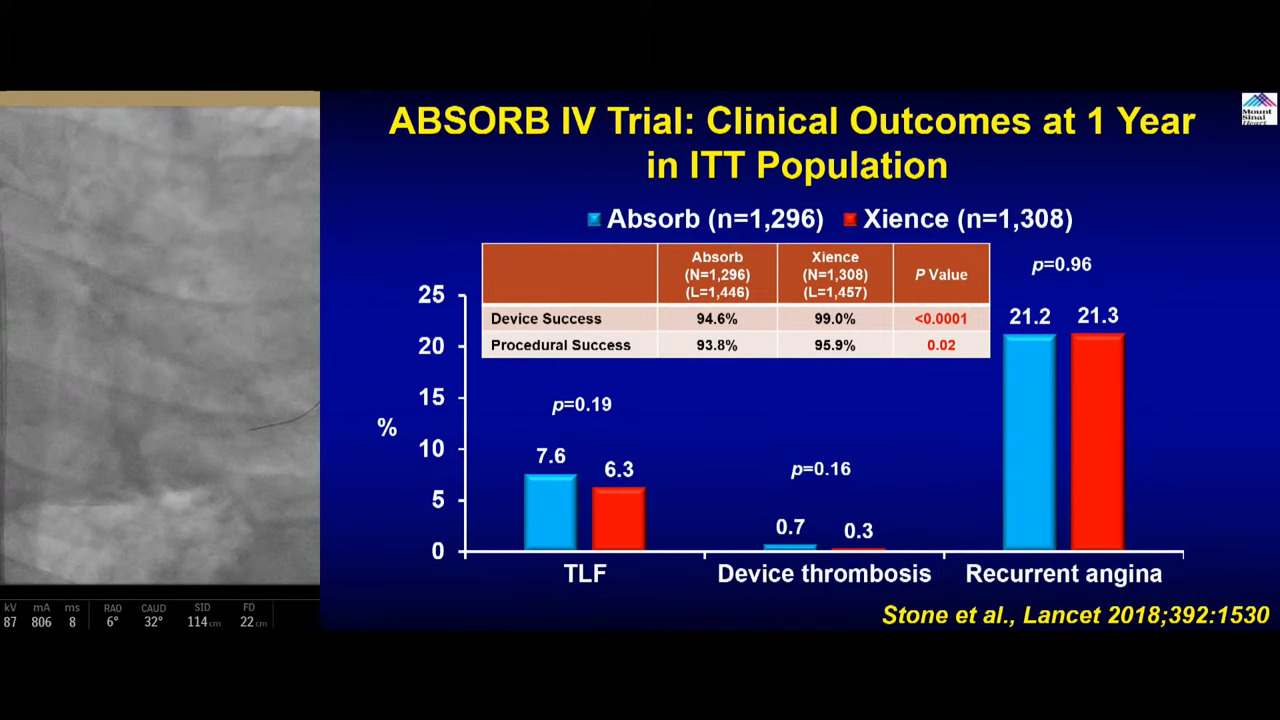 ABSORB IV Trial: Clinical Outcomes at 1 Year
in ITT Population
Mount
Sinai
Heart
Absorb (n=1,296) Xience (n=1,308)
Absorb
(N=1,296)
(L=1,446)
Xience
(N=1,308)
(L=1,457)
P Value
Device Success 94.6% 99.0% <0.0001
Procedural Success 93.8% 95.9% 0.02
%
25
20
15
10
5
0
p=0.19
7.6 6.3
p=0.16
0.7 0.3
p=0.96
21.2 21.3
TLF Device thrombosis Recurrent angina
Stone et al., Lancet 2018;392:1530
kV mA ms RAO CAUD SID FD
87 806 8 6° 32° 114 cm 22 cm